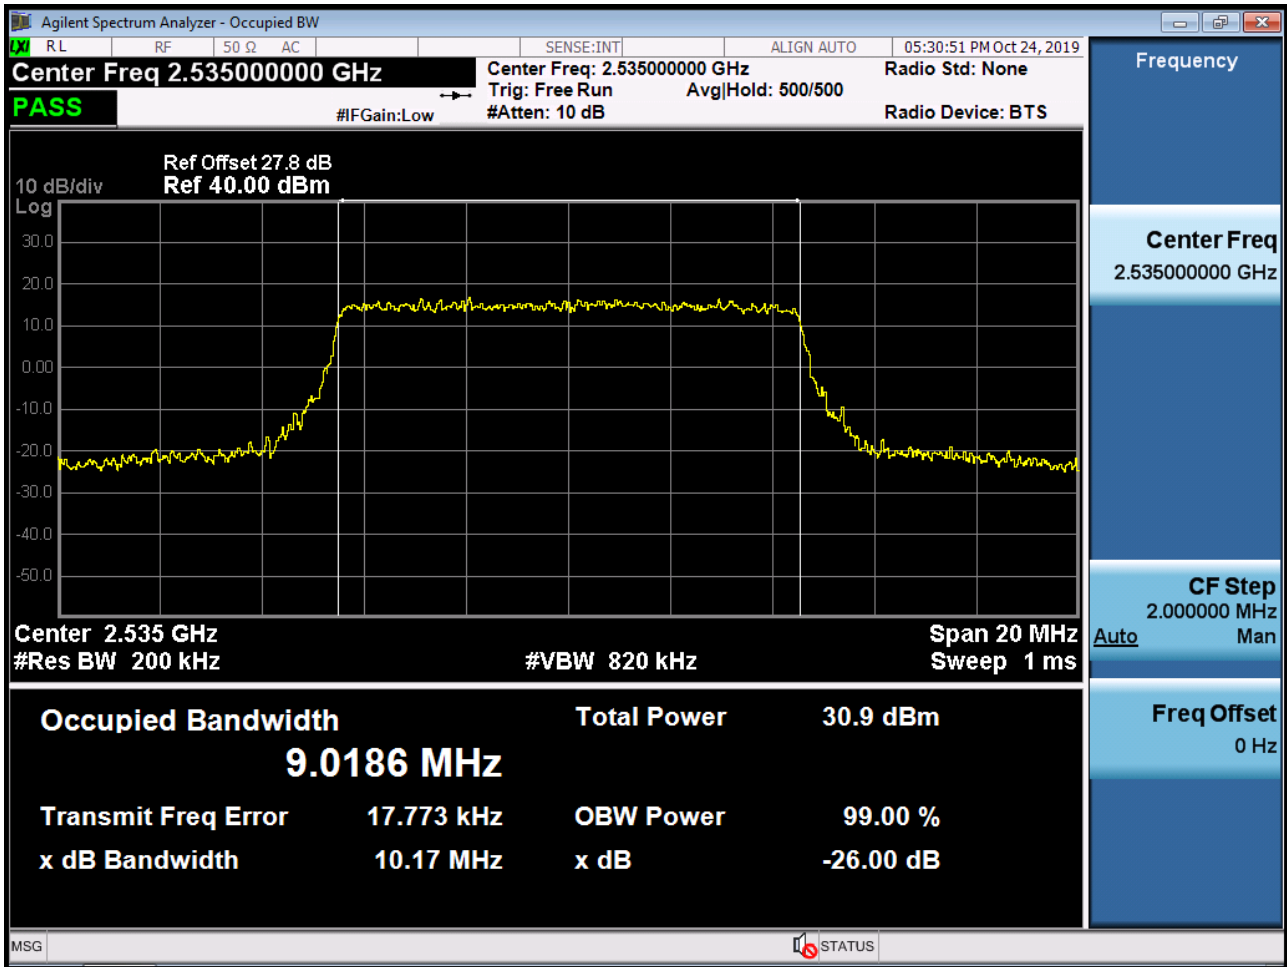 Agilent Spectrum Analyzer - Occupied BW
LXI RL RF 50 Ω AC SENSE:INT ALIGN AUTO 05:30:51 PM Oct 24, 2019
Center Freq 2.535000000 GHz
Center Freq: 2.535000000 GHz Radio Std: None
Trig: Free Run Avg|Hold: 500/500
PASS
#IFGain:Low #Atten: 10 dB Radio Device: BTS
Ref Offset 27.8 dB
10 dB/div Ref 40.00 dBm
Log
30.0
20.0
10.0
0.00
-10.0
-20.0
-30.0
-40.0
-50.0
Center 2.535 GHz Span 20 MHz
#Res BW 200 kHz #VBW 820 kHz Sweep 1 ms
Occupied Bandwidth Total Power 30.9 dBm
9.0186 MHz
Transmit Freq Error 17.773 kHz OBW Power 99.00 %
x dB Bandwidth 10.17 MHz x dB -26.00 dB
MSG STATUS
Frequency
Center Freq
2.535000000 GHz
CF Step
2.000000 MHz
Auto Man
Freq Offset
0 Hz